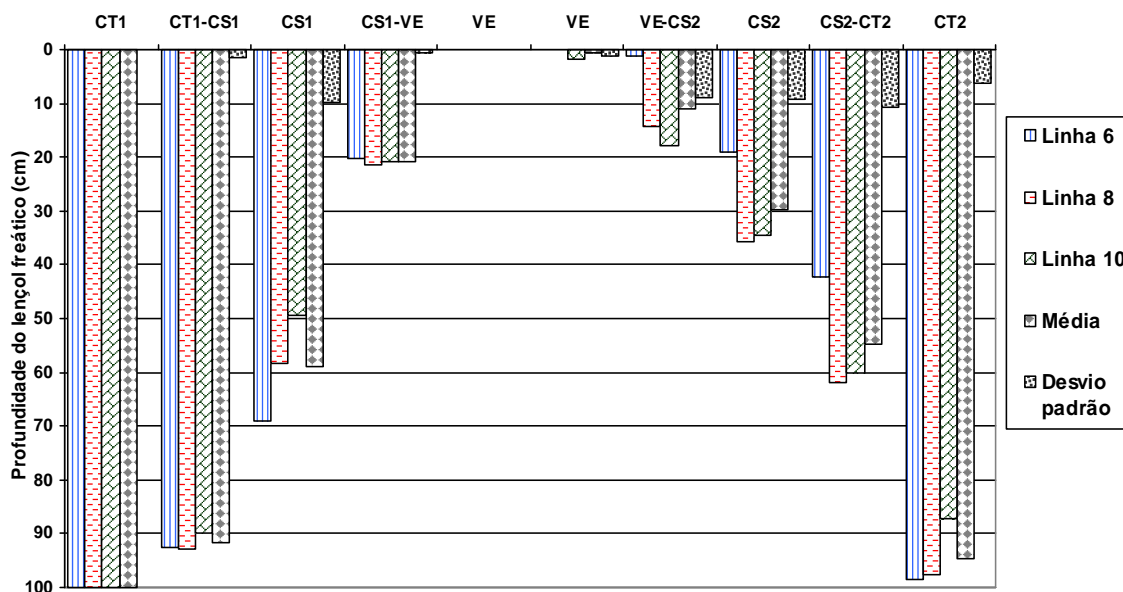 CT1 CT1-CS1 CS1 CS1-VE VE VE VE-CS2 CS2 CS2-CT2 CT2
Profundidade do lençol freático (cm)
0
10
20
30
40
50
60
70
80
90
100
Linha 6
Linha 8
Linha 10
Média
Desvio
padrão